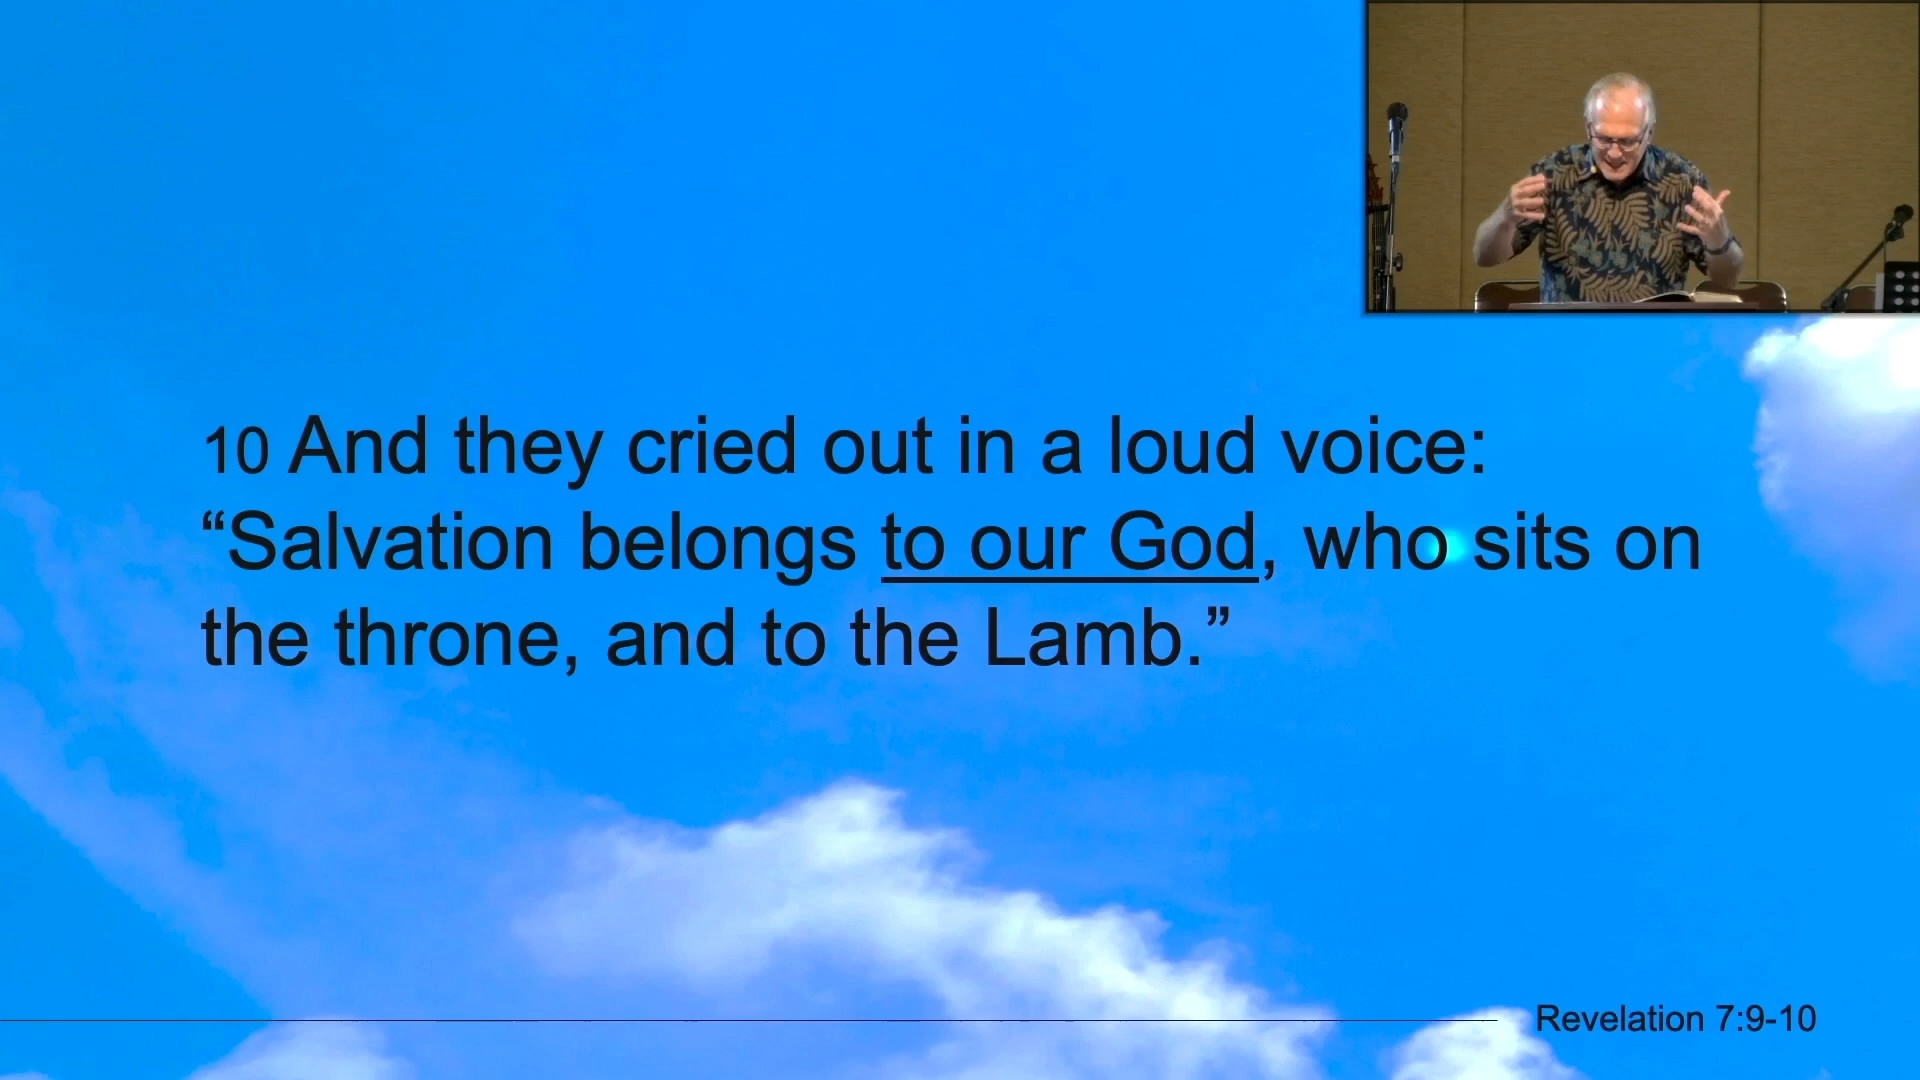 10 And they cried out in a loud voice:
“Salvation belongs to our God, who sits on
the throne, and to the Lamb.”
Revelation 7:9-10